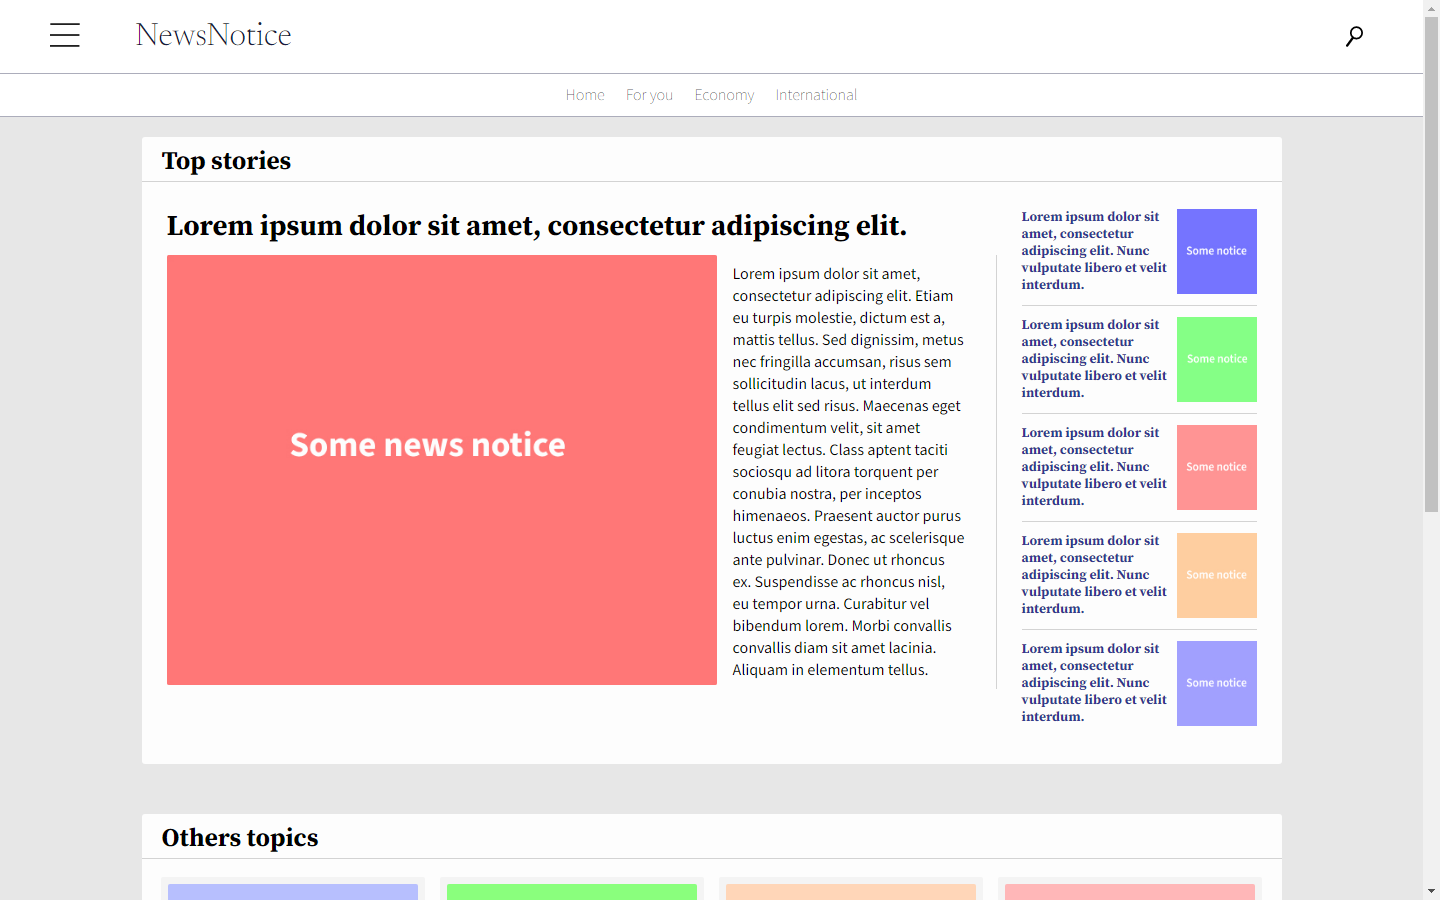 NewsNotice
Home For you Economy International
Top stories
Lorem ipsum dolor sit amet, consectetur adipiscing elit.
Some news notice
Lorem ipsum dolor sit amet,
consectetur adipiscing elit. Etiam
eu turpis molestie, dictum est a,
mattis tellus. Sed dignissim, metus
nec fringilla accumsan, risus sem
sollicitudin lacus, ut interdum
tellus elit sed risus. Maecenas eget
condimentum velit, sit amet
feugiat lectus. Class aptent taciti
sociosqu ad litora torquent per
conubia nostra, per inceptos
himenaeos. Praesent auctor purus
luctus enim egestas, ac scelerisque
ante pulvinar. Donec ut rhoncus
ex. Suspendisse ac rhoncus nisl,
eu tempor urna. Curabitur vel
bibendum lorem. Morbi convallis
convallis diam sit amet lacinia.
Aliquam in elementum tellus.
Lorem ipsum dolor sit
amet, consectetur
adipiscing elit. Nunc
vulputate libero et velit
interdum.
Some notice
Lorem ipsum dolor sit
amet, consectetur
adipiscing elit. Nunc
vulputate libero et velit
interdum.
Some notice
Lorem ipsum dolor sit
amet, consectetur
adipiscing elit. Nunc
vulputate libero et velit
interdum.
Some notice
Lorem ipsum dolor sit
amet, consectetur
adipiscing elit. Nunc
vulputate libero et velit
interdum.
Some notice
Lorem ipsum dolor sit
amet, consectetur
adipiscing elit. Nunc
vulputate libero et velit
interdum.
Some notice
Others topics